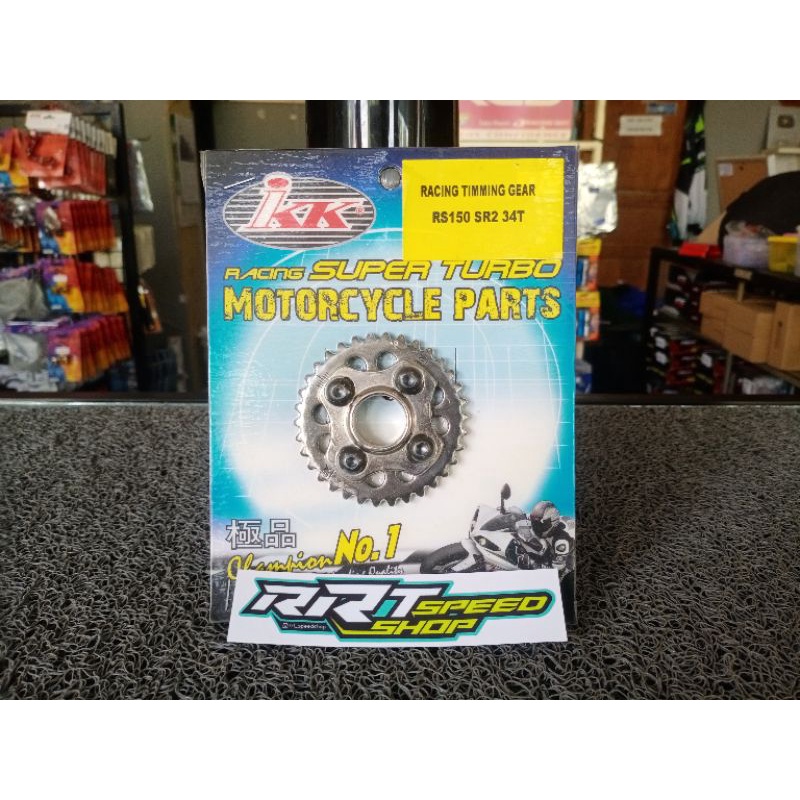 iKK
RACING TIMMING GEAR
RS150 SR2 34T
RACING SUPER TURBO
MOTORCYCLE PARTS
極品
Champion No.1
Quality
RRT SPEED
SHOP